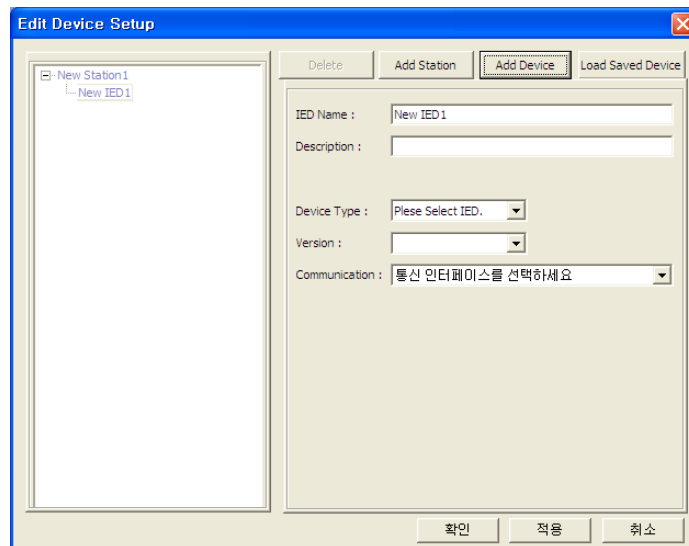 Edit Device Setup
Delete
Add Station
Add Device
Load Saved Device
New Station1
New IED1
IED Name :
New IED1
Description :
Device Type :
Plese Select IED.
Version :
Communication :
통신 인터페이스를 선택하세요
확인
적용
취소